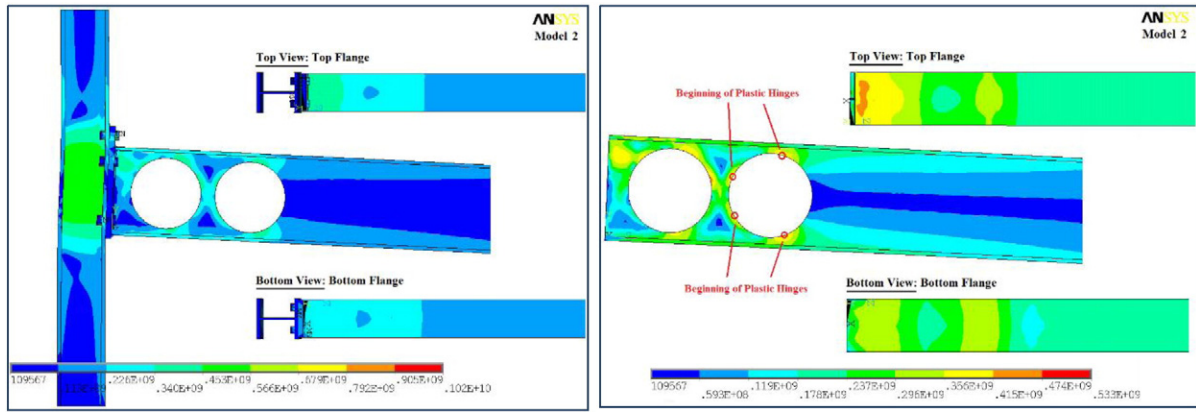 ANSYS
Model 2
Top View: Top Flange
Bottom View: Bottom Flange
109567 .226E+09 .453E+09 .679E+09 .905E+09
.340E+09 .566E+09 .792E+09 .102E+10
ANSYS
Model 2
Top View: Top Flange
Beginning of Plastic Hinges
Beginning of Plastic Hinges
Bottom View: Bottom Flange
109567 .119E+09 .237E+09 .356E+09 .474E+09
.593E+08 .178E+09 .296E+09 .415E+09 .533E+09